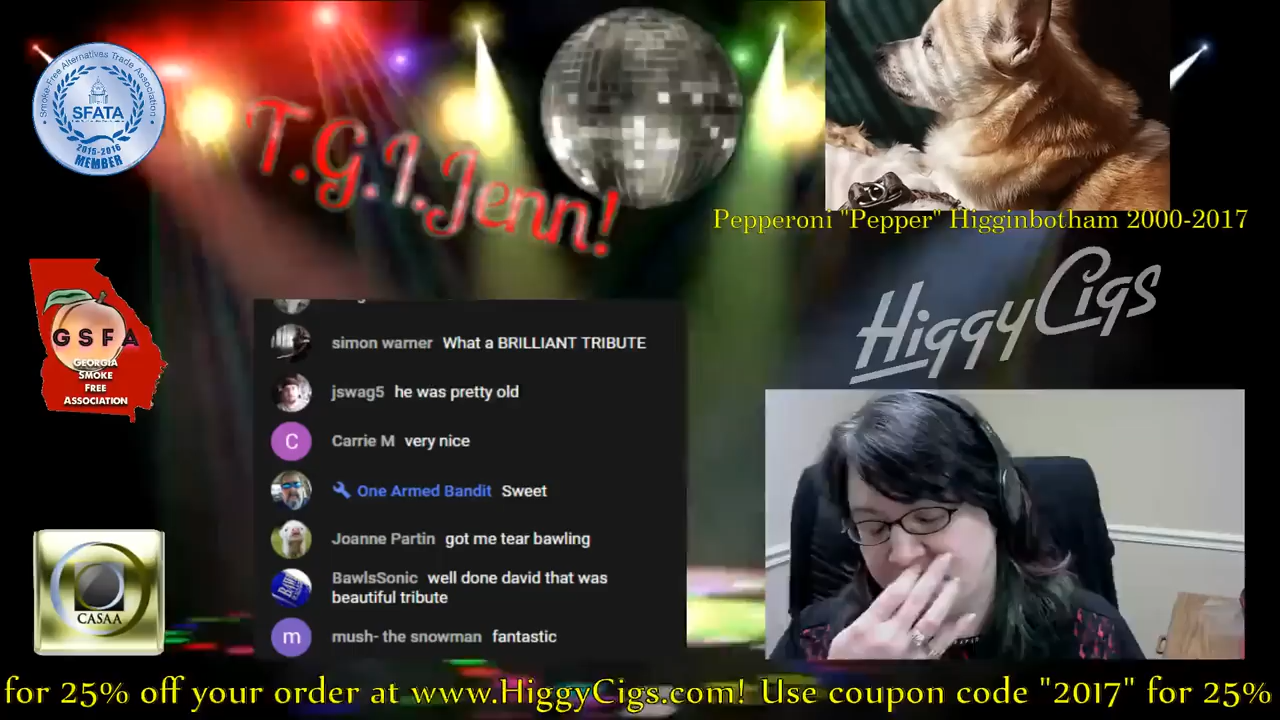 Smoke-Free Alternatives Trade Association
SFATA
2015-2016
MEMBER
T.G.I.Jenn!
Pepperoni "Pepper" Higginbotham 2000-2017
HiggyCigs
GSFA
GEORGIA
SMOKE
FREE
ASSOCIATION
simon warner What a BRILLIANT TRIBUTE
jswag5 he was pretty old
C
Carrie M very nice
One Armed Bandit Sweet
Joanne Partin got me tear bawling
BawlsSonic well done david that was
beautiful tribute
m
mush- the snowman fantastic
CASAA
for 25% off your order at www.HiggyCigs.com! Use coupon code "2017" for 25%